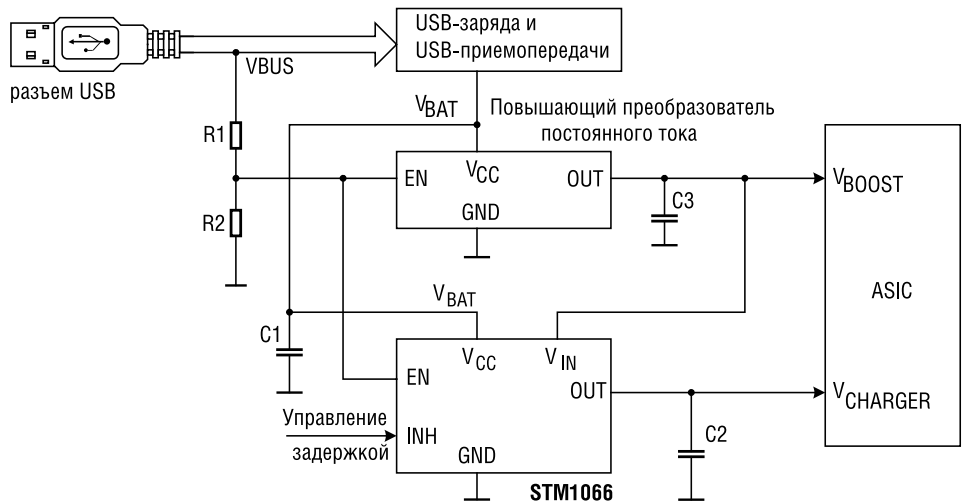 USB-заряда и
USB-приемопередачи
VBUS
разъем USB
VBAT
Повышающий преобразователь
постоянного тока
R1
VCC
EN
OUT
VBOOST
C3
R2
GND
ASIC
VBAT
C1
VCC
VIN
EN
OUT
VCHARGER
Управление
задержкой
INH
C2
GND
STM1066